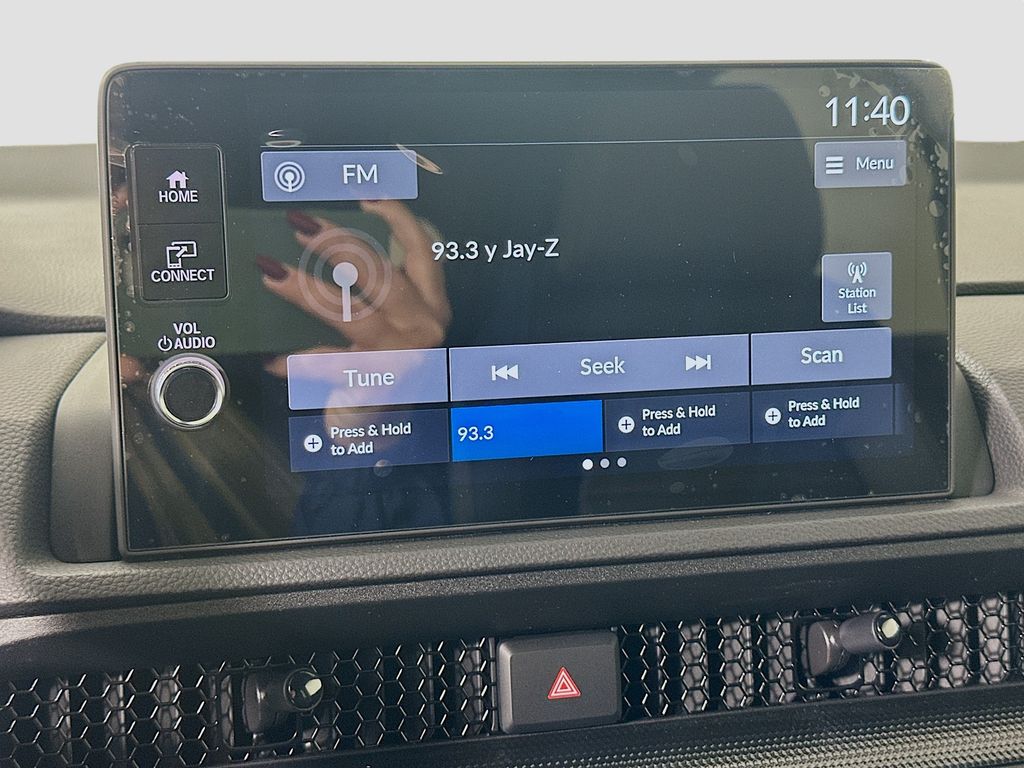 11:40
FM
Menu
HOME
93.3 y Jay-Z
CONNECT
Station
List
VOL
AUDIO
Tune
Seek
Scan
Press & Hold
to Add
93.3
Press & Hold
to Add
Press & Hold
to Add